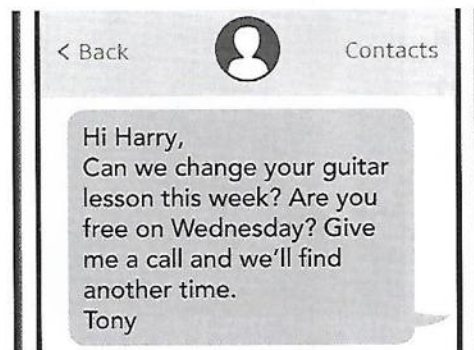 < Back
Contacts
Hi Harry,
Can we change your guitar
lesson this week? Are you
free on Wednesday? Give
me a call and we'll find
another time.
Tony